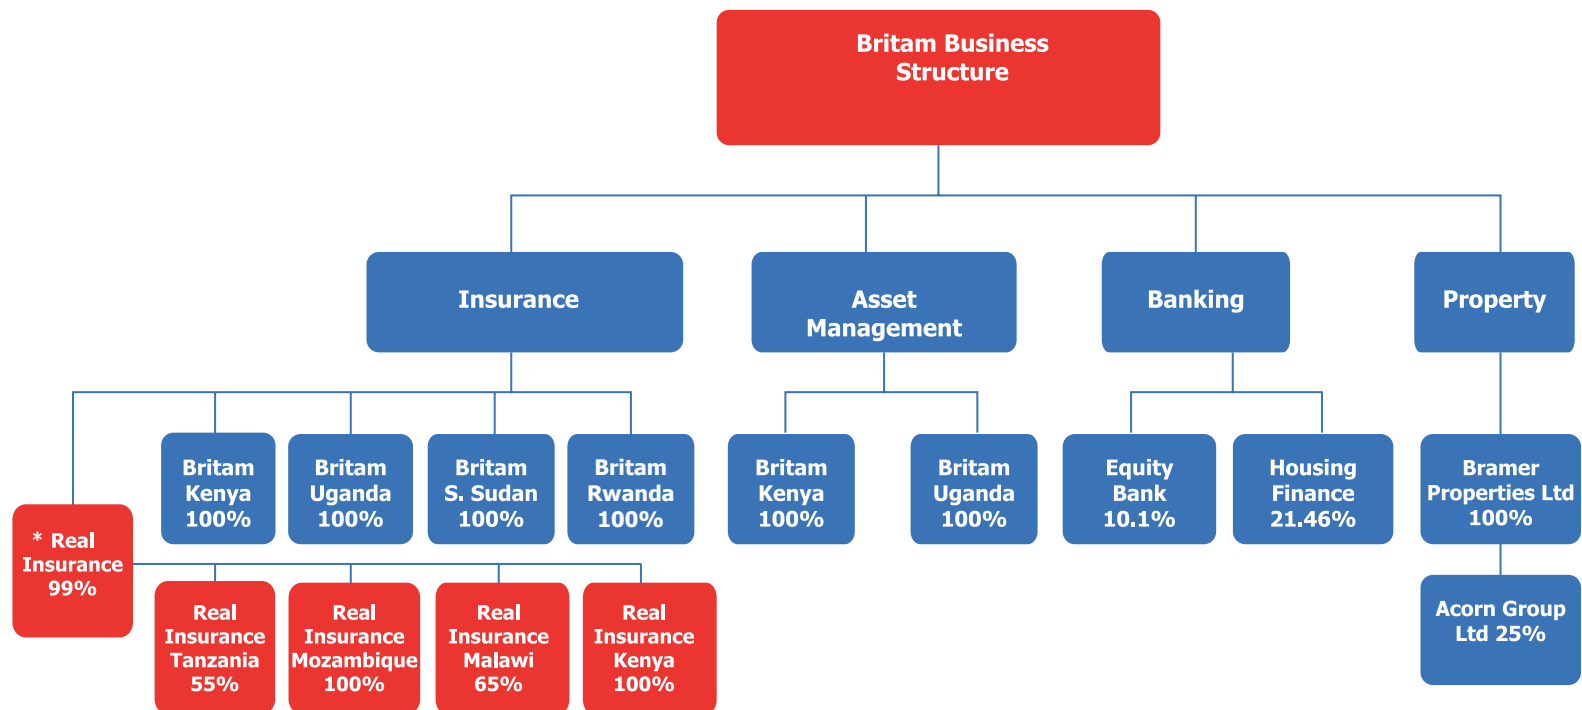 Britam Business
Structure
Insurance
Asset
Management
Banking
Property
Britam
Kenya
100%
Britam
Uganda
100%
Britam
S. Sudan
100%
Britam
Rwanda
100%
Britam
Kenya
100%
Britam
Uganda
100%
Equity
Bank
10.1%
Housing
Finance
21.46%
Bramer
Properties Ltd
100%
* Real
Insurance
99%
Real
Insurance
Tanzania
55%
Real
Insurance
Mozambique
100%
Real
Insurance
Malawi
65%
Real
Insurance
Kenya
100%
Acorn Group
Ltd 25%